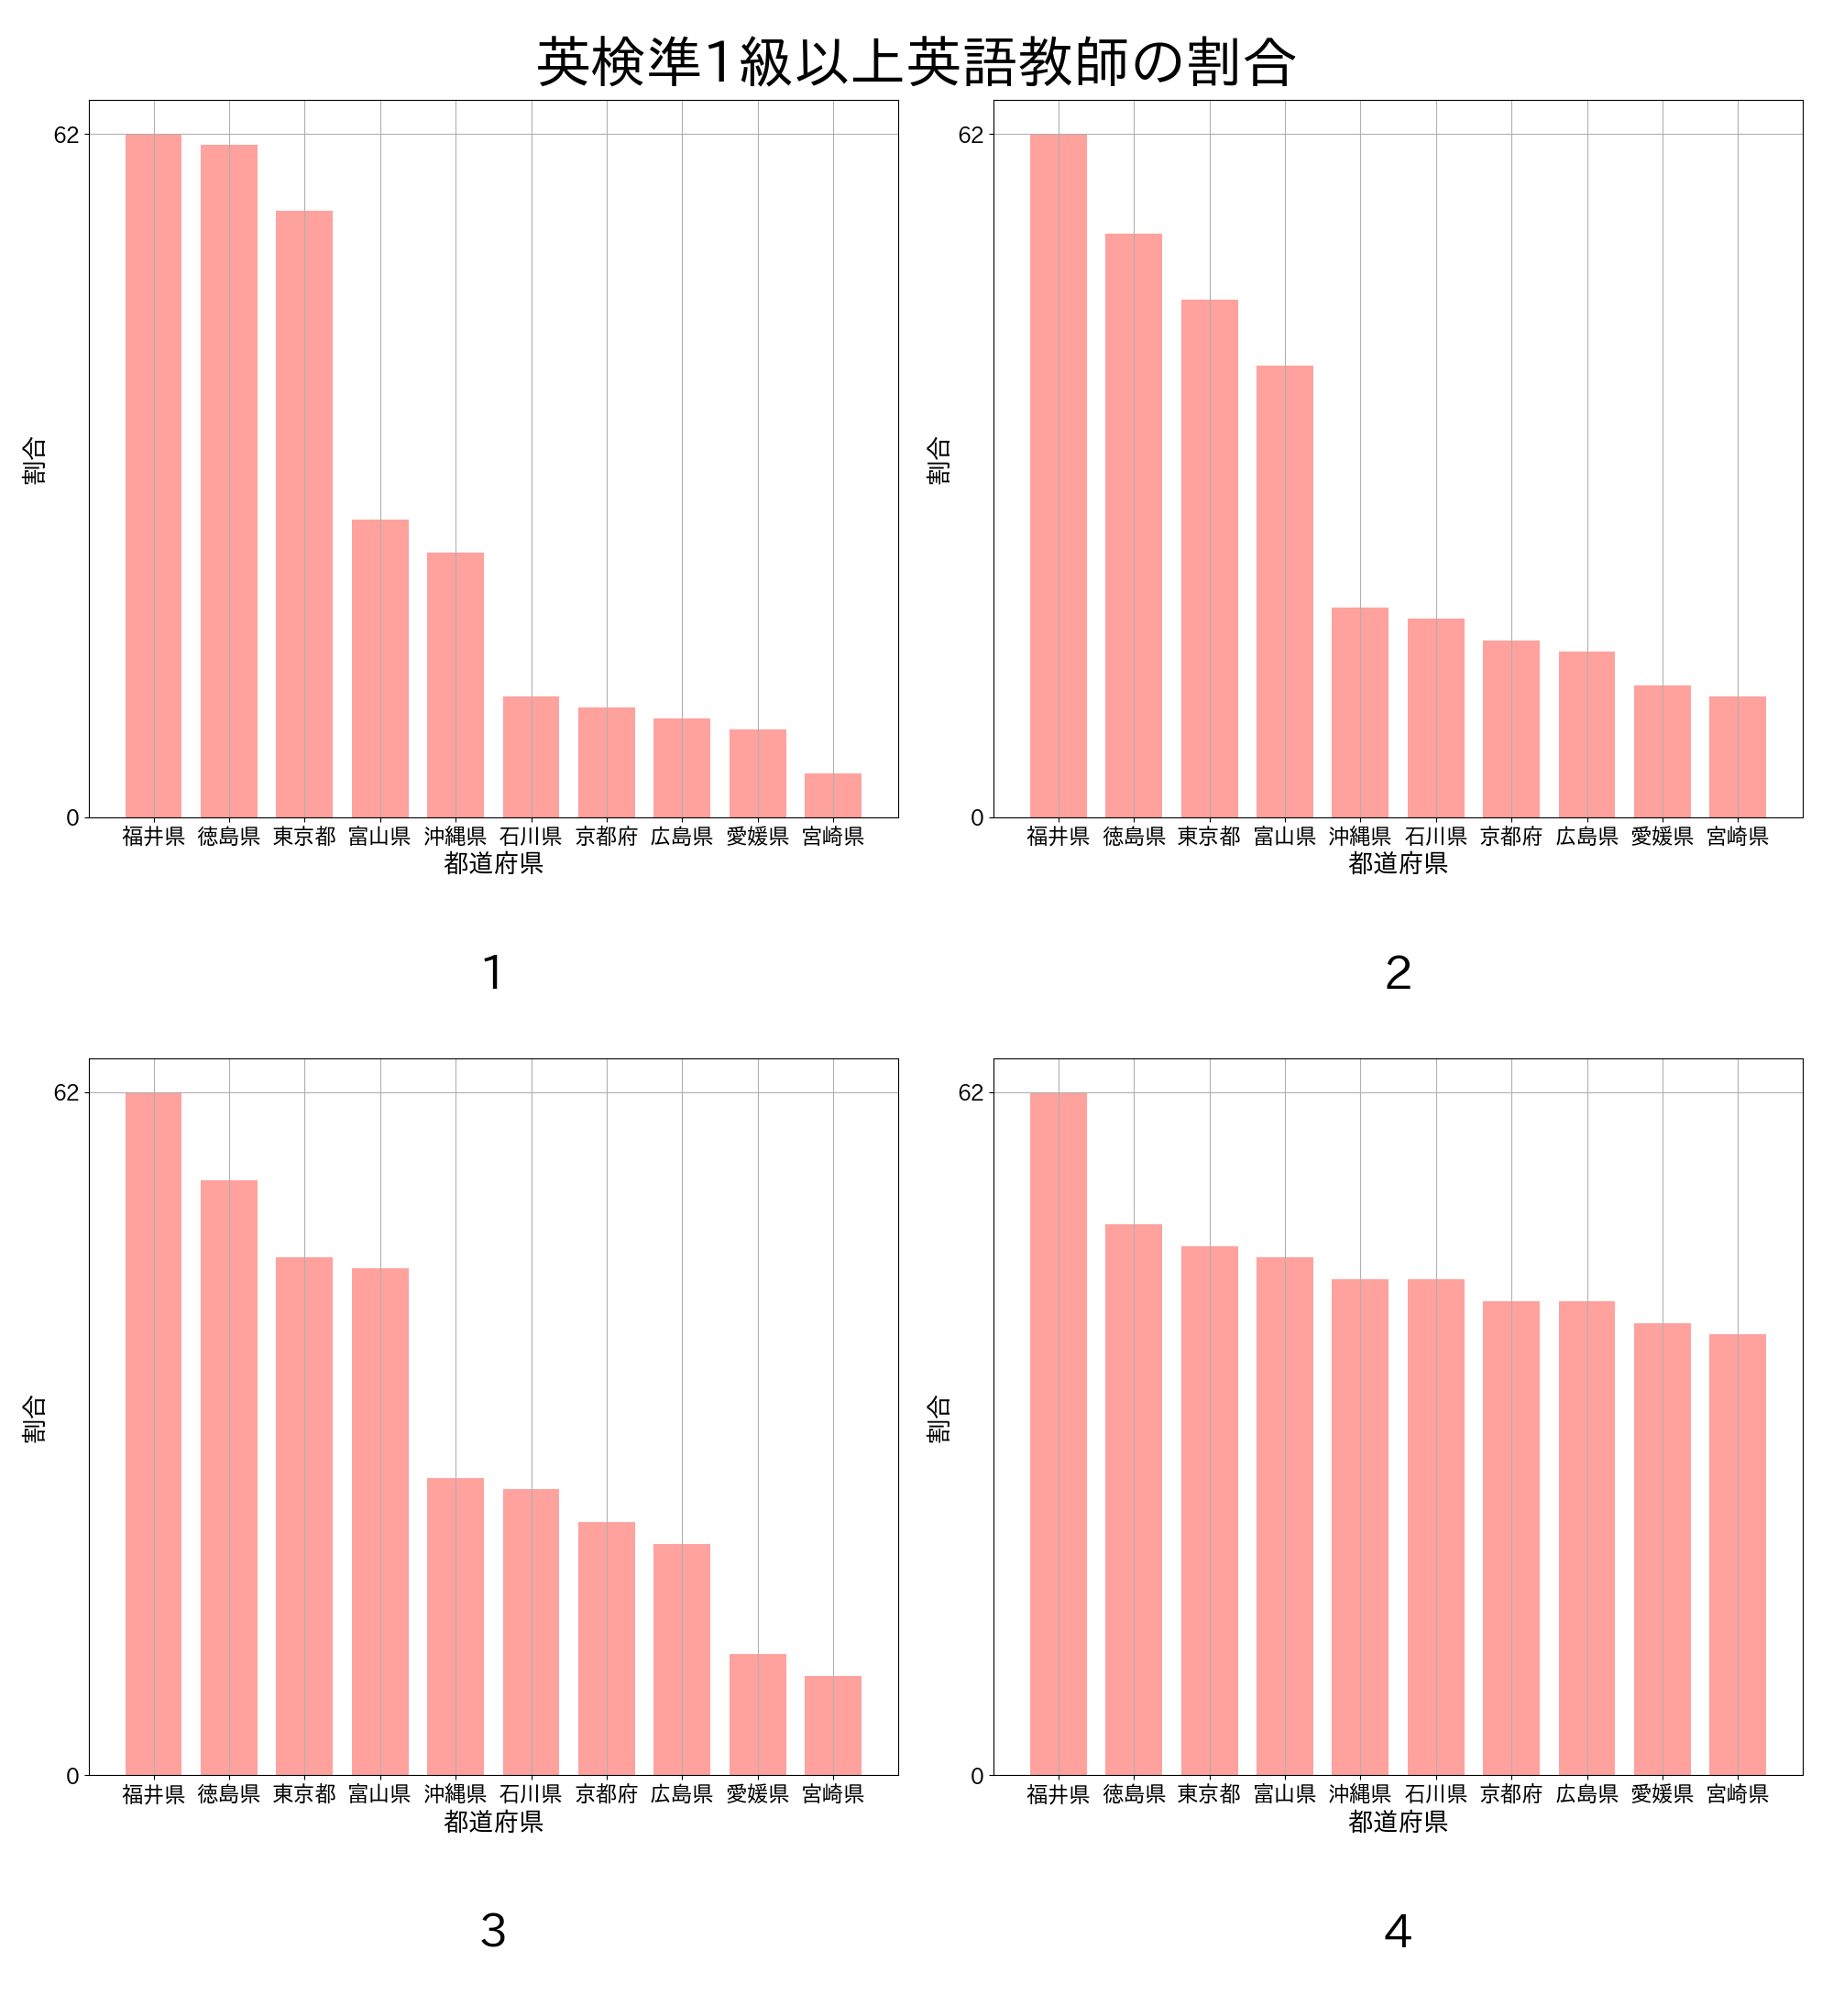 英検準1級以上英語教師の割合
62
0
割合
福井県 徳島県 東京都 富山県 沖縄県 石川県 京都府 広島県 愛媛県 宮崎県
都道府県
1
62
0
割合
福井県 徳島県 東京都 富山県 沖縄県 石川県 京都府 広島県 愛媛県 宮崎県
都道府県
2
62
0
割合
福井県 徳島県 東京都 富山県 沖縄県 石川県 京都府 広島県 愛媛県 宮崎県
都道府県
3
62
0
割合
福井県 徳島県 東京都 富山県 沖縄県 石川県 京都府 広島県 愛媛県 宮崎県
都道府県
4